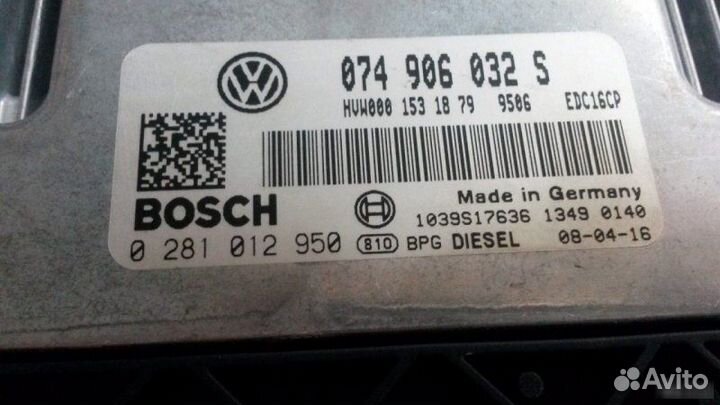 074 906 032 S
HVW000 153 18 79 9506 EDC16CP
BOSCH
Made in Germany
1039S17636 1349 0140
0 281 012 950 810 BPG DIESEL 08-04-16
Avito